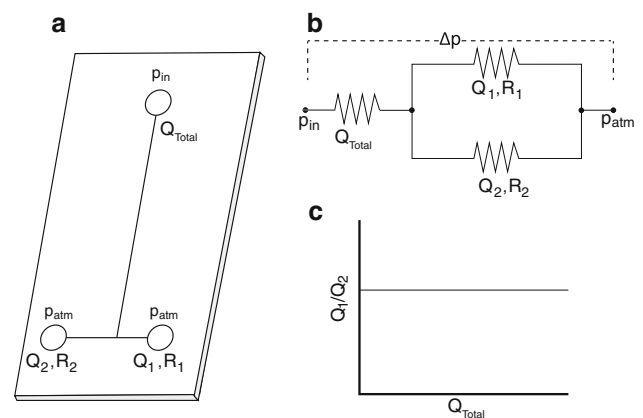 a
p_in
Q_Total
p_atm
p_atm
Q_2,R_2
Q_1,R_1
b
Δp
Q_1,R_1
p_in
p_atm
Q_Total
Q_2,R_2
c
Q_1/Q_2
Q_Total